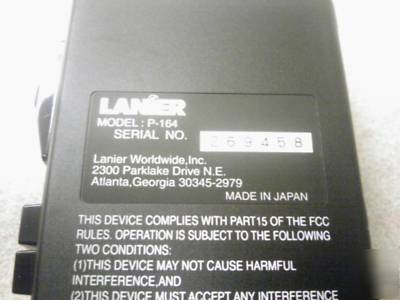 LANIER
MODEL: P-164
SERIAL NO. 269458
Lanier Worldwide,Inc.
2300 Parklake Drive N.E.
Atlanta,Georgia 30345-2979
MADE IN JAPAN
THIS DEVICE COMPLIES WITH PART15 OF THE FCC
RULES. OPERATION IS SUBJECT TO THE FOLLOWING
TWO CONDITIONS:
(1)THIS DEVICE MAY NOT CAUSE HARMFUL
INTERFERENCE,AND
(2)THIS DEVICE MUST ACCEPT ANY INTERFERENCE